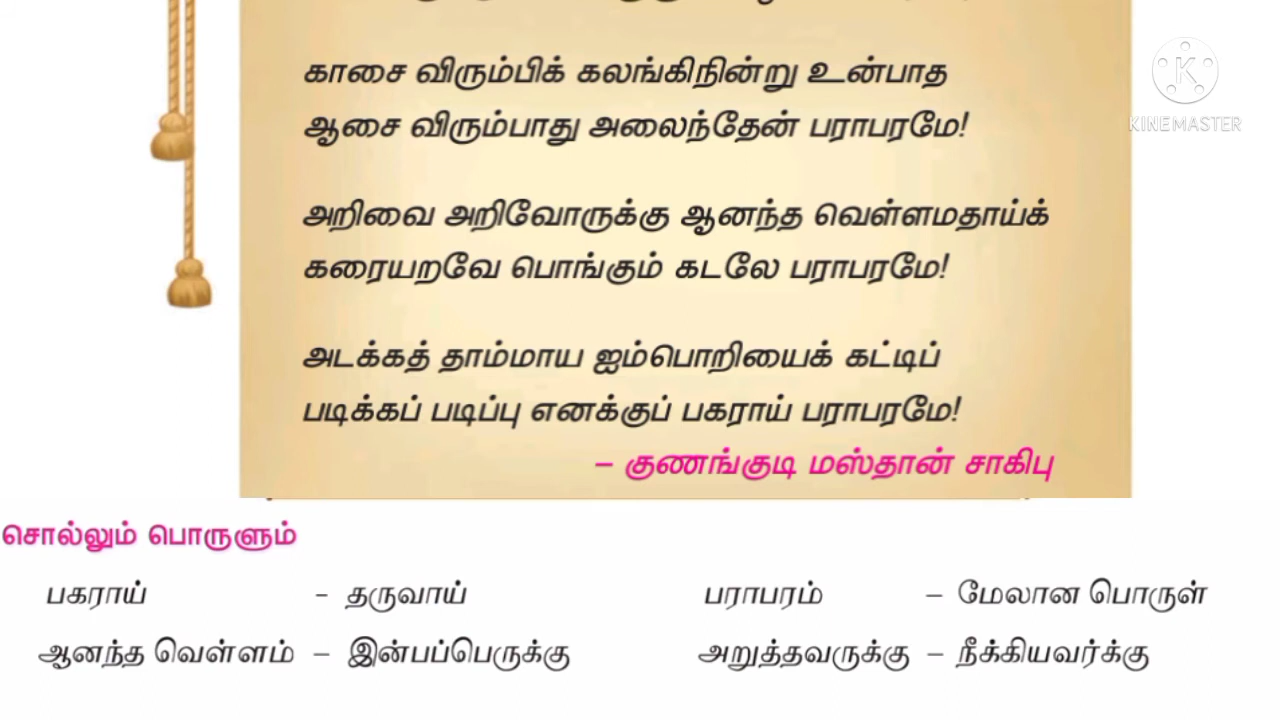 காசை விரும்பிக் கலங்கிநின்று உன்பாத
ஆசை விரும்பாது அலைந்தேன் பராபரமே!
அறிவை அறிவோருக்கு ஆனந்த வெள்ளமதாய்க்
கரையறவே பொங்கும் கடலே பராபரமே!
அடக்கத் தாம்மாய ஐம்பொறியைக் கட்டிப்
படிக்கப் படிப்பு எனக்குப் பகராய் பராபரமே!
– குணங்குடி மஸ்தான் சாகிபு
சொல்லும் பொருளும்
பகராய் - தருவாய் பராபரம் – மேலான பொருள்
ஆனந்த வெள்ளம் – இன்பப்பெருக்கு அறுத்தவருக்கு – நீக்கியவர்க்கு
K
KINEMASTER